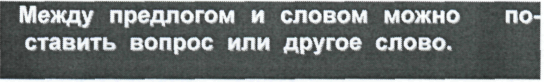 Между предлогом и словом можно по-
ставить вопрос или другое слово.